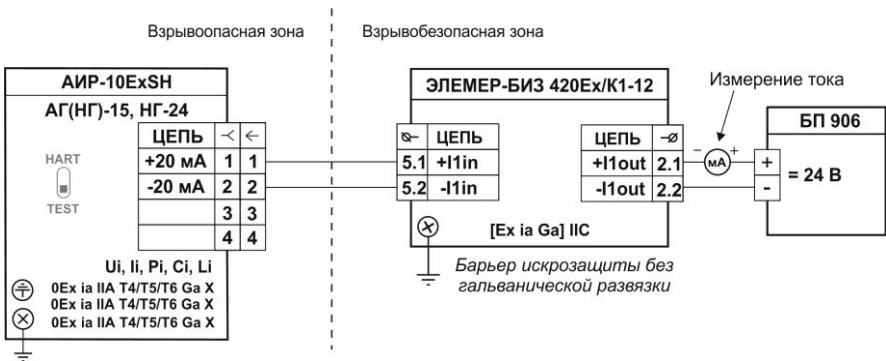 Взрывоопасная зона
Взрывобезопасная зона
АИР-10ExSH
АГ(НГ)-15, НГ-24
ЦЕПЬ
+20 мА 1 1
-20 мА 2 2
3 3
4 4
HART
TEST
Ui, Ii, Pi, Ci, Li
0Ex ia IIA T4/T5/T6 Ga X
0Ex ia IIA T4/T5/T6 Ga X
0Ex ia IIA T4/T5/T6 Ga X
ЭЛЕМЕР-БИЗ 420Ex/К1-12
ЦЕПЬ
5.1 +I1in
5.2 -I1in
ЦЕПЬ
+I1out 2.1
-I1out 2.2
[Ex ia Ga] IIC
Барьер искрозащиты без
гальванической развязки
Измерение тока
- +
мА
БП 906
+
-
= 24 В